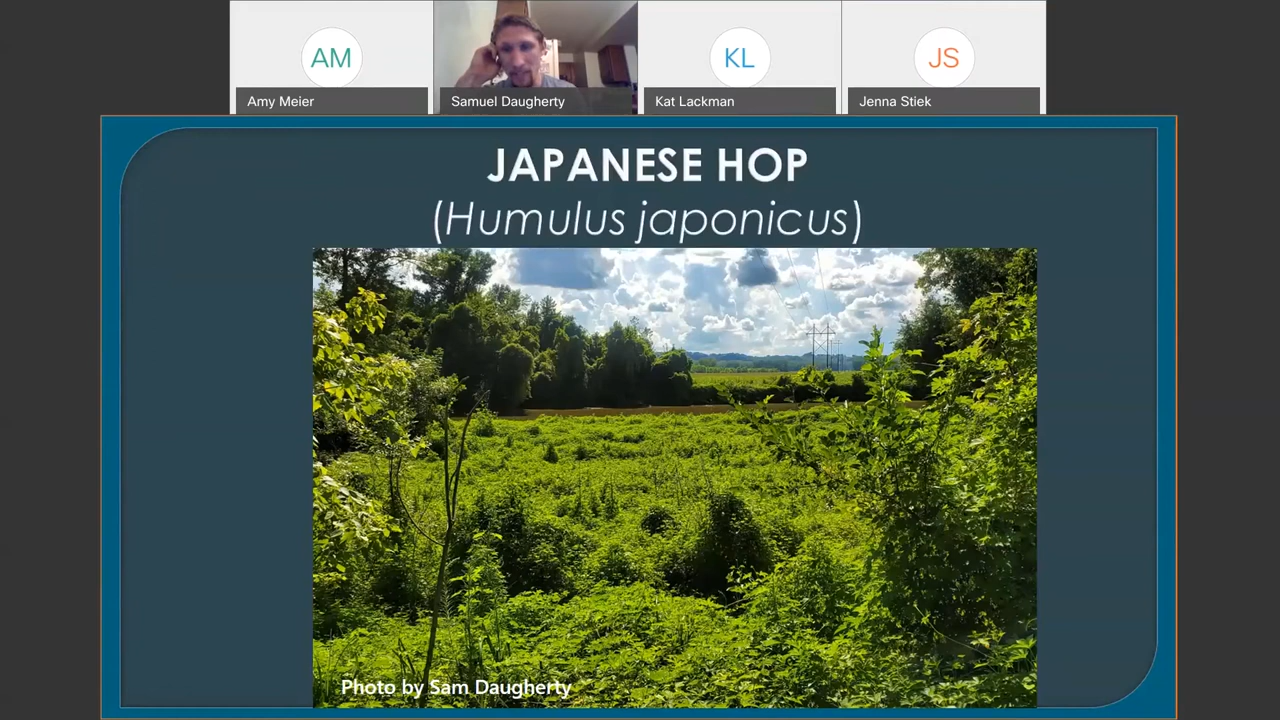 AM
KL
JS
Amy Meier
Samuel Daugherty
Kat Lackman
Jenna Stiek
JAPANESE HOP
(Humulus japonicus)
Photo by Sam Daugherty